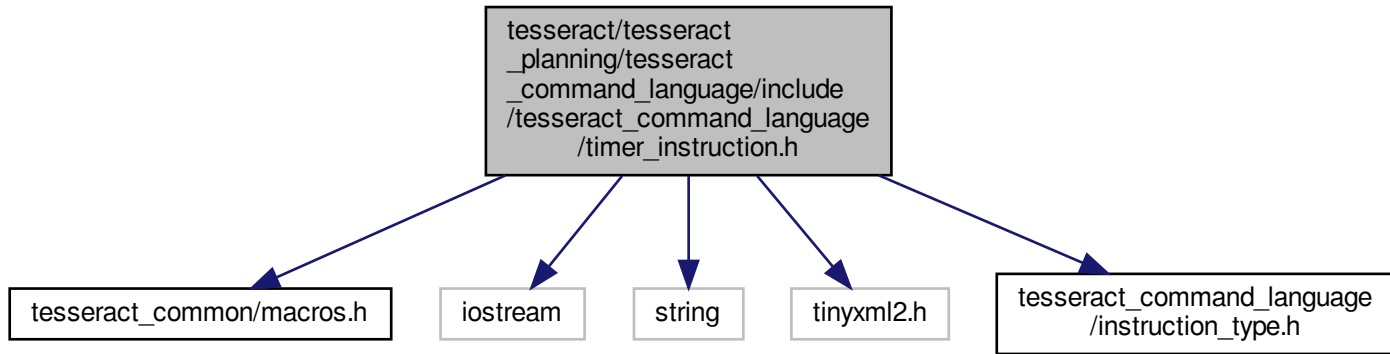 tesseract/tesseract
_planning/tesseract
_command_language/include
/tesseract_command_language
/timer_instruction.h
tesseract_common/macros.h
iostream
string
tinyxml2.h
tesseract_command_language
/instruction_type.h